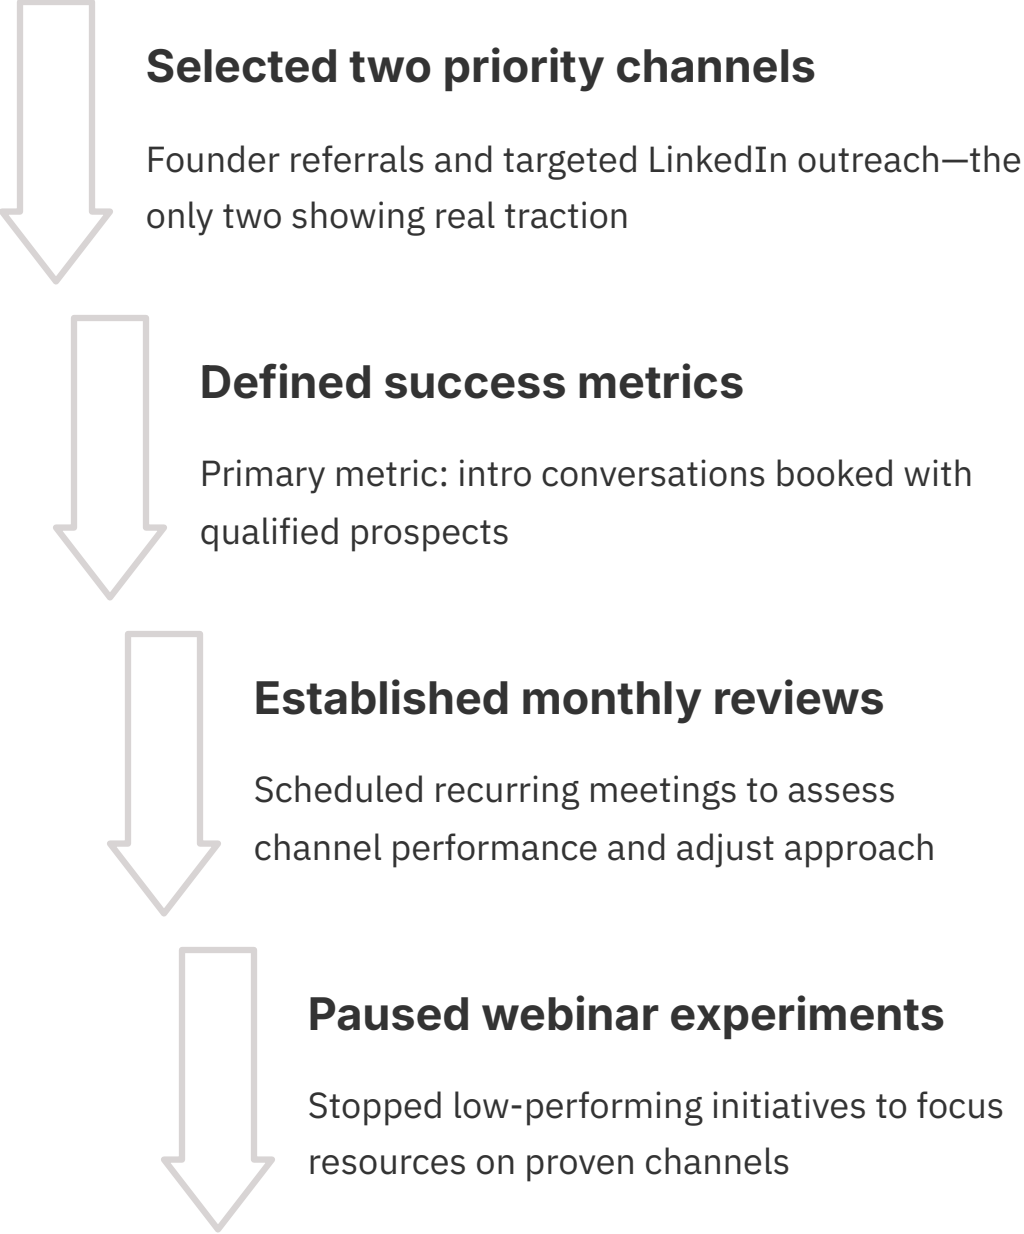 Selected two priority channels
Founder referrals and targeted LinkedIn outreach—the
only two showing real traction
Defined success metrics
Primary metric: intro conversations booked with
qualified prospects
Established monthly reviews
Scheduled recurring meetings to assess
channel performance and adjust approach
Paused webinar experiments
Stopped low-performing initiatives to focus
resources on proven channels